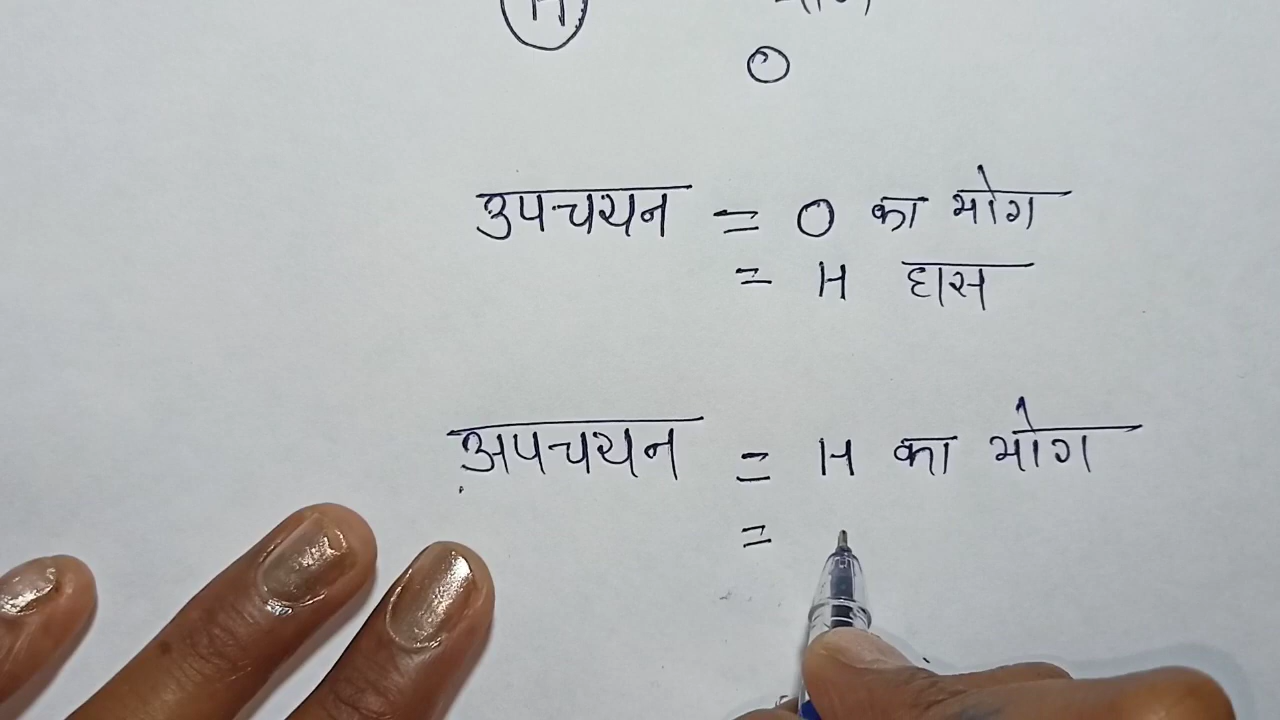 H
O
उपचयन = O का योग
= H ह्रास
अपचयन = H का योग
=